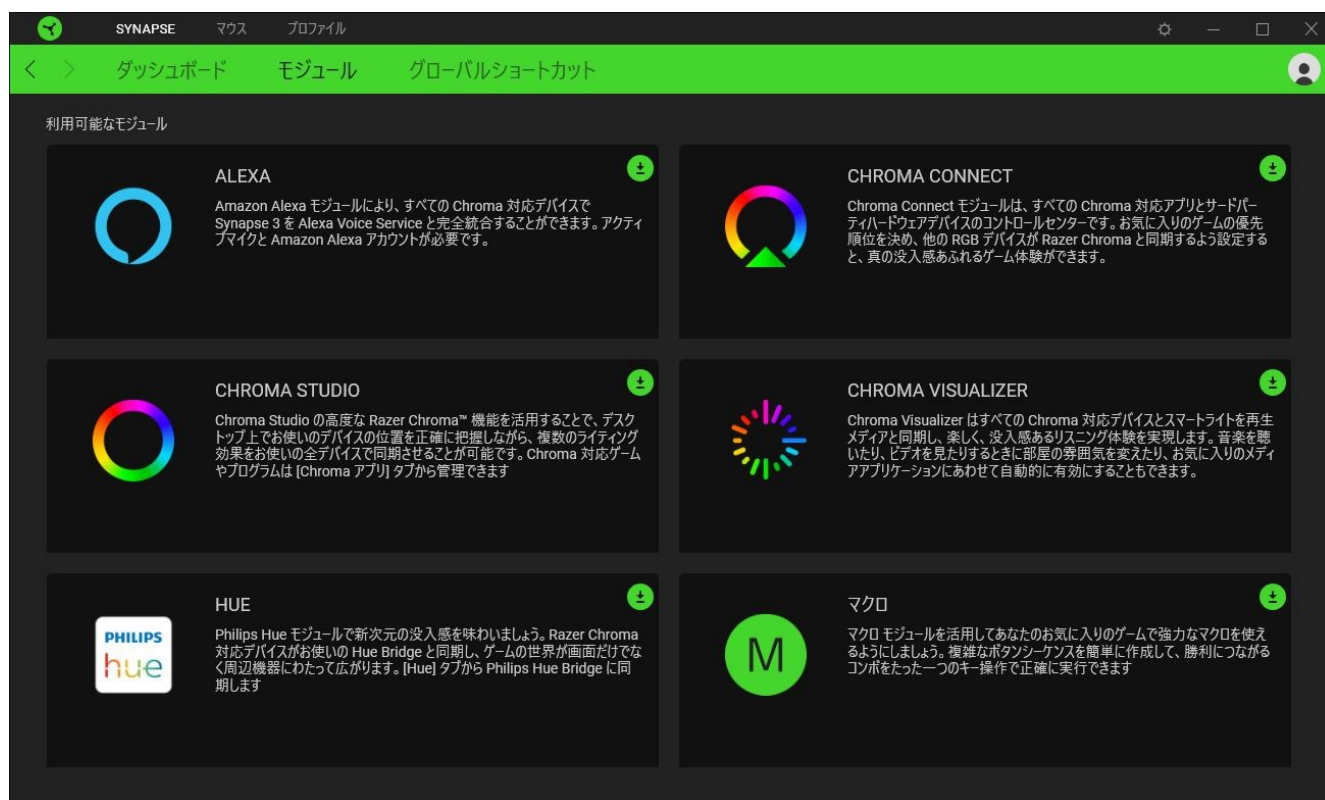 SYNAPSE マウス プロファイル
ダッシュボード モジュール グローバルショートカット
利用可能なモジュール
ALEXA
Amazon Alexa モジュールにより、すべての Chroma 対応デバイスで
Synapse 3 を Alexa Voice Service と完全統合することができます。アクティ
ブマイクと Amazon Alexa アカウントが必要です。
CHROMA CONNECT
Chroma Connect モジュールは、すべての Chroma 対応アプリとサードパー
ティハードウェアデバイスのコントロールセンターです。お気に入りのゲームの優先
順位を決め、他の RGB デバイスが Razer Chroma と同期するよう設定する
と、真の没入感あふれるゲーム体験ができます。
CHROMA STUDIO
Chroma Studio の高度な Razer Chroma™ 機能を活用することで、デスク
トップ上でお使いのデバイスの位置を正確に把握しながら、複数のライティング
効果をお使いの全デバイスで同期させることが可能です。Chroma 対応ゲーム
やプログラムは [Chroma アプリ] タブから管理できます
CHROMA VISUALIZER
Chroma Visualizer はすべての Chroma 対応デバイスとスマートライトを再生
メディアと同期し、楽しく、没入感あるリスニング体験を実現します。音楽を聴
いたり、ビデオを見たりするときに部屋の雰囲気を変えたり、お気に入りのメディ
アアプリケーションにあわせて自動的に有効にすることもできます。
PHILIPS
hue
HUE
Philips Hue モジュールで新次元の没入感を味わいましょう。Razer Chroma
対応デバイスがお使いの Hue Bridge と同期し、ゲームの世界が画面だけでな
く周辺機器にわたって広がります。[Hue] タブから Philips Hue Bridge に同
期します
M
マクロ
マクロ モジュールを活用してあなたのお気に入りのゲームで強力なマクロを使え
るようにしましょう。複雑なボタンシーケンスを簡単に作成して、勝利につながる
コンボをたった一つのキー操作で正確に実行できます